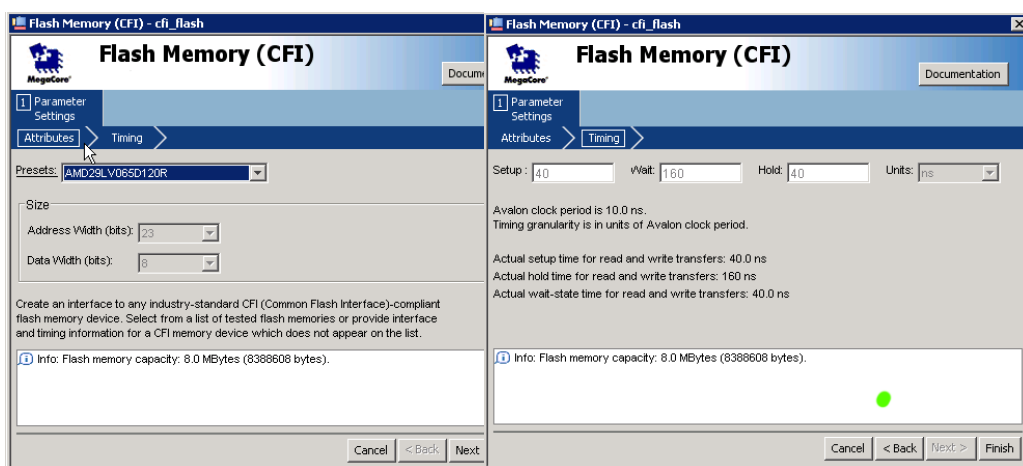 Flash Memory (CFI) - cfi_flash
Flash Memory (CFI)
MegaCore'
Docume
1 Parameter
Settings
Attributes
Timing
Presets: AMD29LV065D120R
Size
Address Width (bits): 23
Data Width (bits): 8
Create an interface to any industry-standard CFI (Common Flash Interface)-compliant
flash memory device. Select from a list of tested flash memories or provide interface
and timing information for a CFI memory device which does not appear on the list.
Info: Flash memory capacity: 8.0 MBytes (8388608 bytes).
Cancel < Back Next
Flash Memory (CFI) - cfi_flash
Flash Memory (CFI)
MegaCore'
Documentation
1 Parameter
Settings
Attributes
Timing
Setup : 40 Wait: 160 Hold: 40 Units: ns
Avalon clock period is 10.0 ns.
Timing granularity is in units of Avalon clock period.
Actual setup time for read and write transfers: 40.0 ns
Actual hold time for read and write transfers: 160 ns
Actual wait-state time for read and write transfers: 40.0 ns
Info: Flash memory capacity: 8.0 MBytes (8388608 bytes).
Cancel < Back Next > Finish